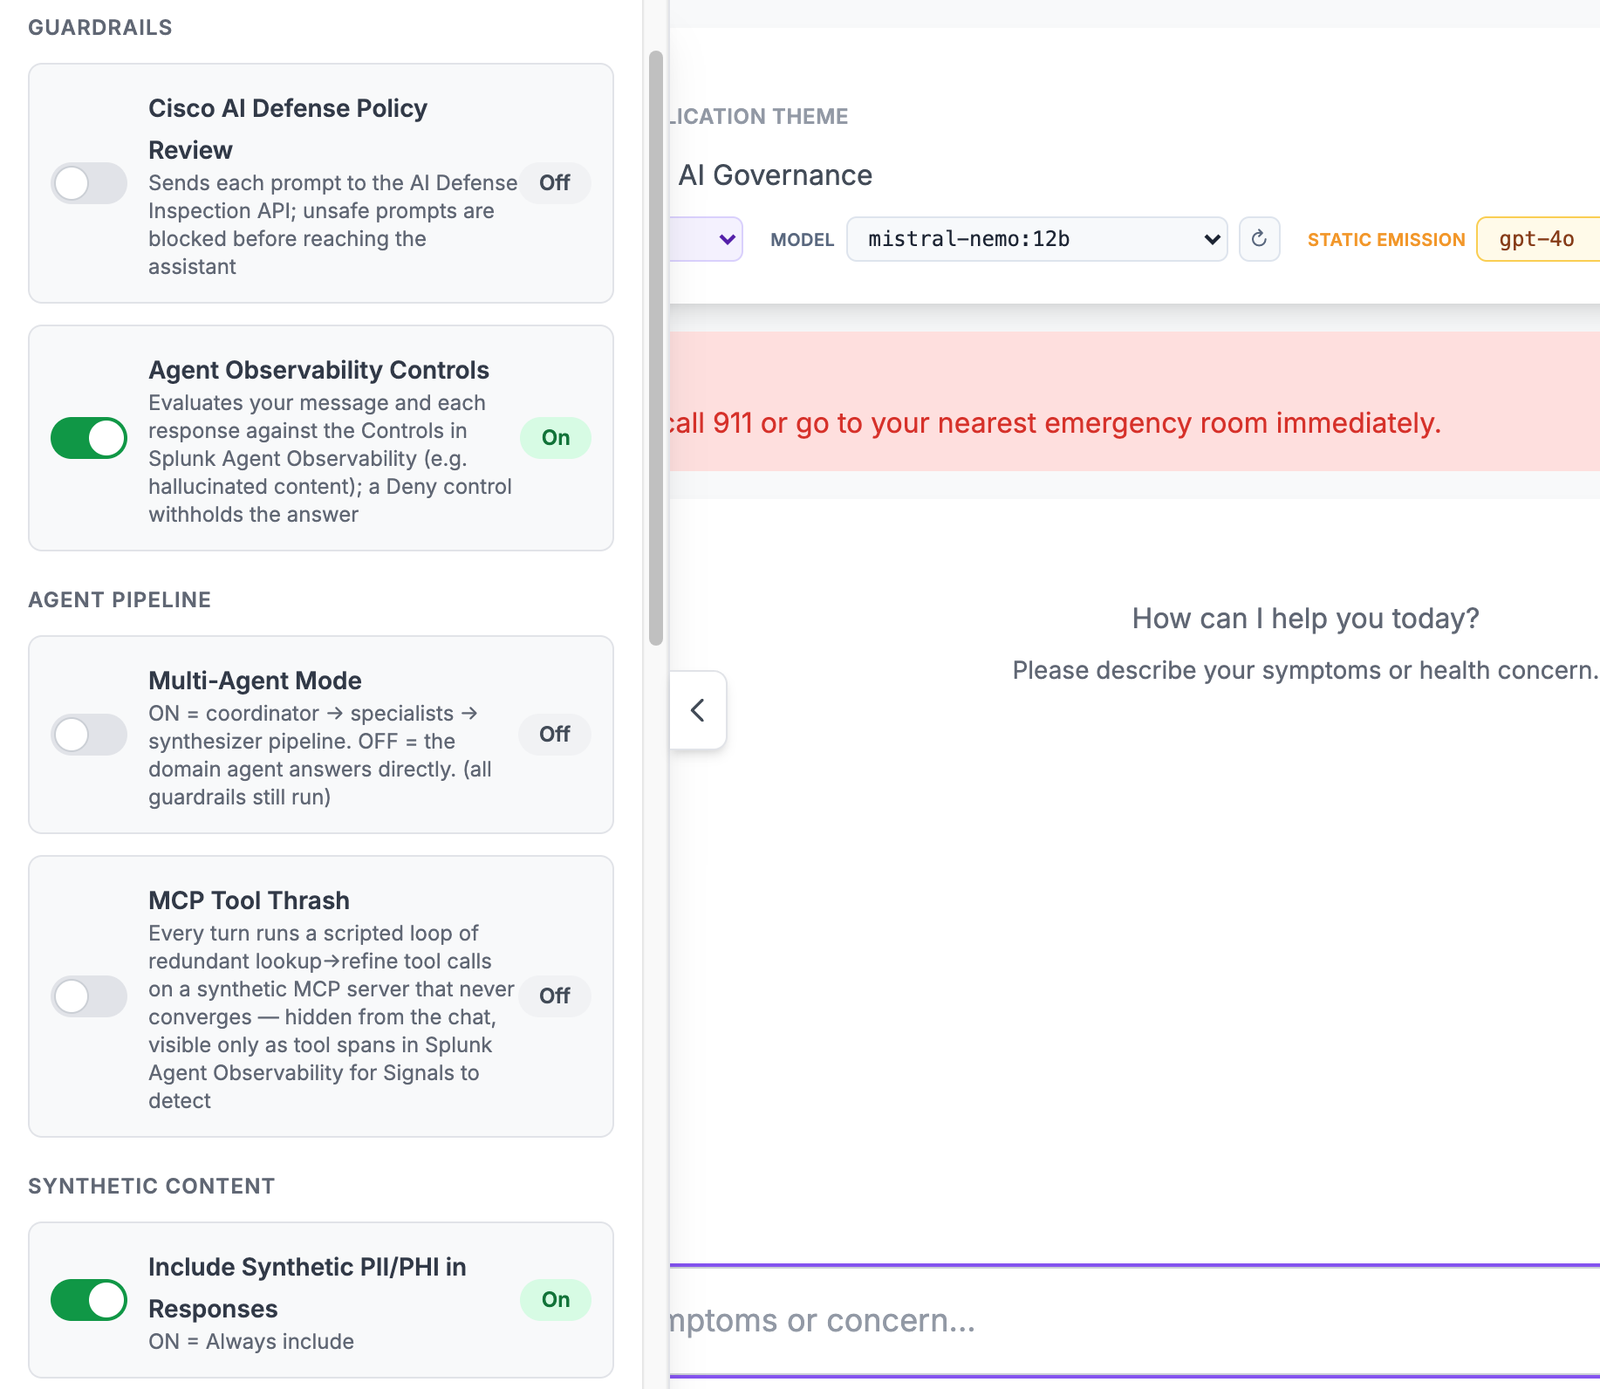 GUARDRAILS
Cisco AI Defense Policy
Review
Sends each prompt to the AI Defense
Inspection API; unsafe prompts are
blocked before reaching the
assistant
Off
Agent Observability Controls
Evaluates your message and each
response against the Controls in
Splunk Agent Observability (e.g.
hallucinated content); a Deny control
withholds the answer
On
AGENT PIPELINE
Multi-Agent Mode
ON = coordinator → specialists →
synthesizer pipeline. OFF = the
domain agent answers directly. (all
guardrails still run)
Off
MCP Tool Thrash
Every turn runs a scripted loop of
redundant lookup→refine tool calls
on a synthetic MCP server that never
converges — hidden from the chat,
visible only as tool spans in Splunk
Agent Observability for Signals to
detect
Off
SYNTHETIC CONTENT
Include Synthetic PII/PHI in
Responses
ON = Always include
On
LICATION THEME
AI Governance
MODEL mistral-nemo:12b STATIC EMISSION gpt-4o
call 911 or go to your nearest emergency room immediately.
How can I help you today?
Please describe your symptoms or health concern.
mptoms or concern...